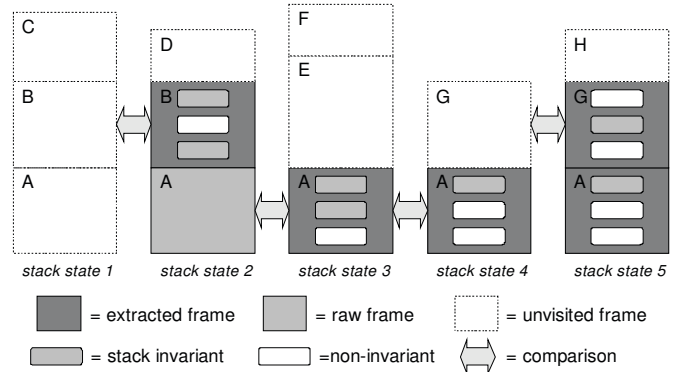 C
F
D
H
E
B
B
G
G
A
A
A
A
A
stack state 1
stack state 2
stack state 3
stack state 4
stack state 5
= extracted frame
= raw frame
= unvisited frame
= stack invariant
=non-invariant
= comparison